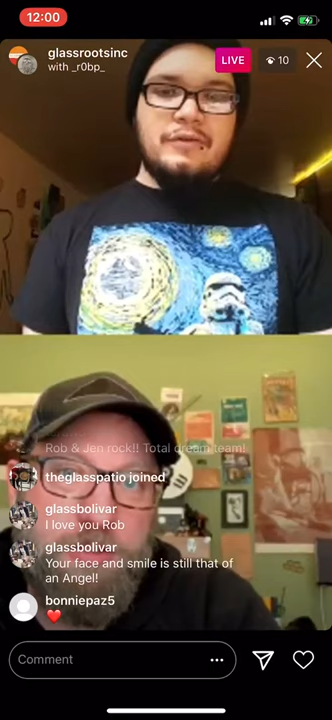 12:00
glassrootsinc
with _r0bp_
LIVE
10
Rob & Jen rock!! Total dream team!
theglasspatio joined
glassbolivar
I love you Rob
glassbolivar
Your face and smile is still that of
an Angel!
bonniepaz5
❤️
Comment